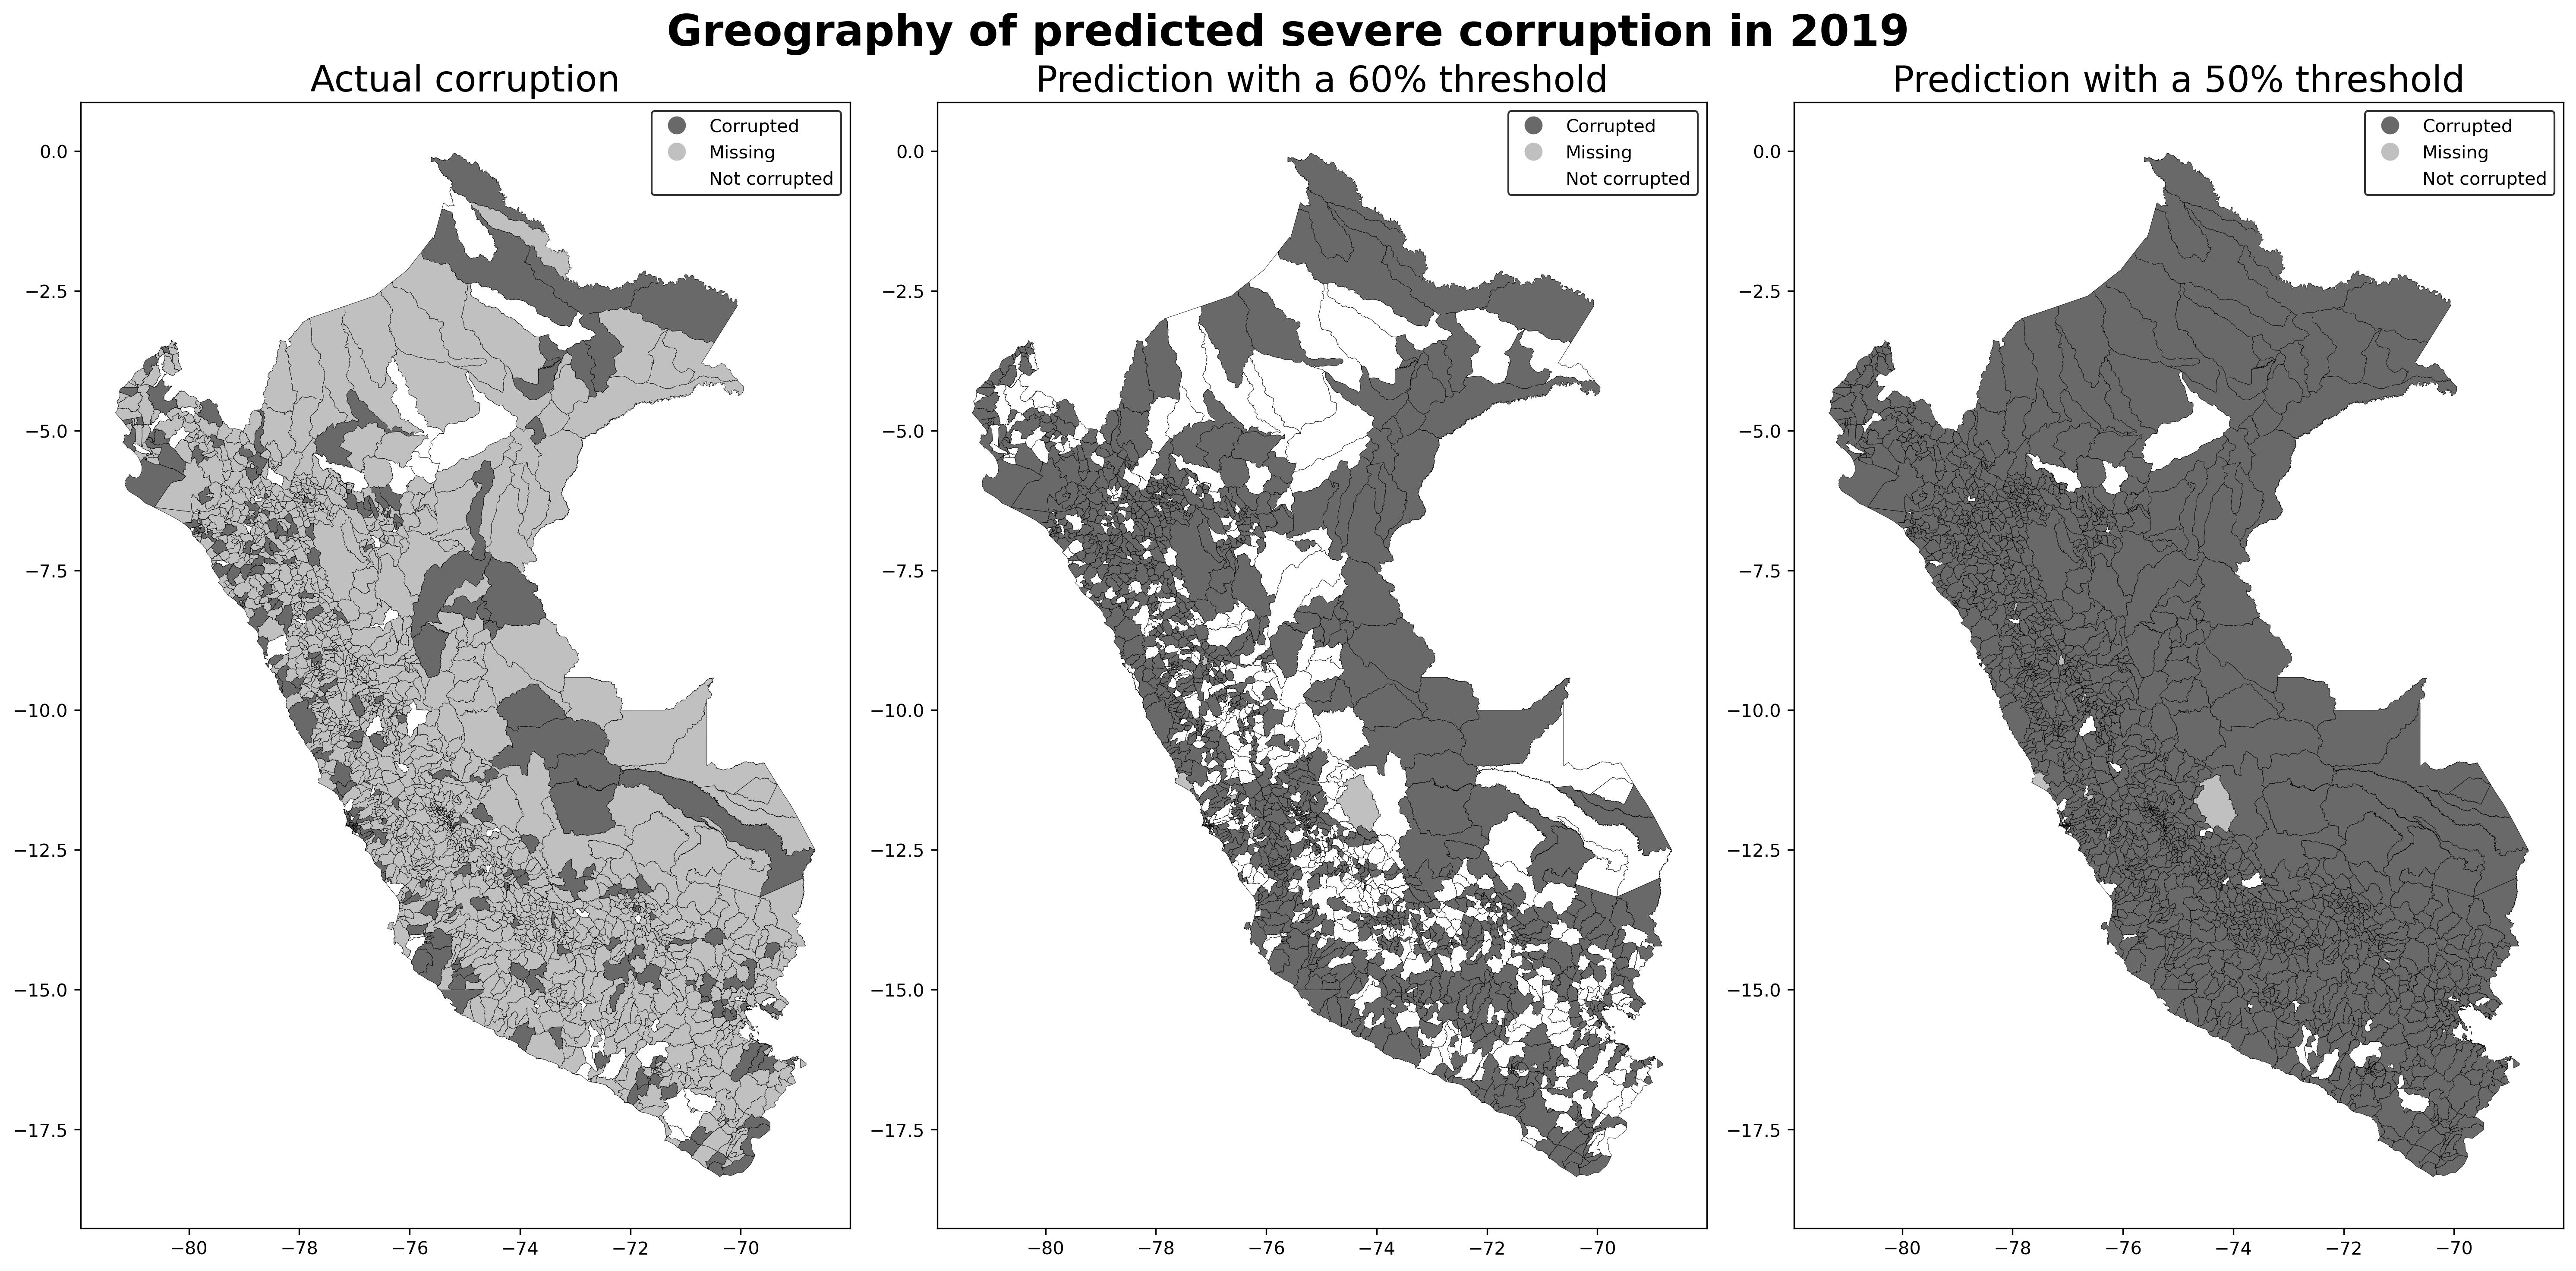 Greography of predicted severe corruption in 2019
Actual corruption
Corrupted
Missing
Not corrupted
0.0
−2.5
−5.0
−7.5
−10.0
−12.5
−15.0
−17.5
−80 −78 −76 −74 −72 −70
Prediction with a 60% threshold
Corrupted
Missing
Not corrupted
0.0
−2.5
−5.0
−7.5
−10.0
−12.5
−15.0
−17.5
−80 −78 −76 −74 −72 −70
Prediction with a 50% threshold
Corrupted
Missing
Not corrupted
0.0
−2.5
−5.0
−7.5
−10.0
−12.5
−15.0
−17.5
−80 −78 −76 −74 −72 −70